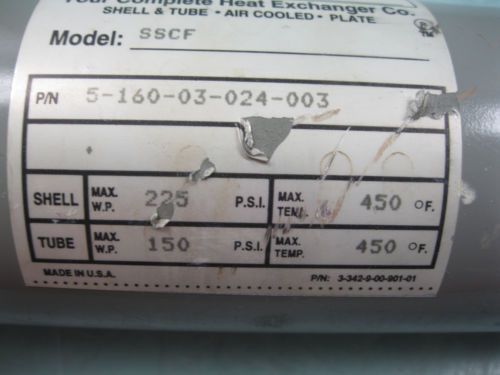 Your Complete Heat Exchanger Co.
SHELL & TUBE • AIR COOLED • PLATE
Model: SSCF
P/N 5-160-03-024-003
SHELL MAX. W.P. 225 P.S.I. MAX. TEMP. 450 °F.
TUBE MAX. W.P. 150 P.S.I. MAX. TEMP. 450 °F.
MADE IN U.S.A. P/N: 3-342-9-00-901-01